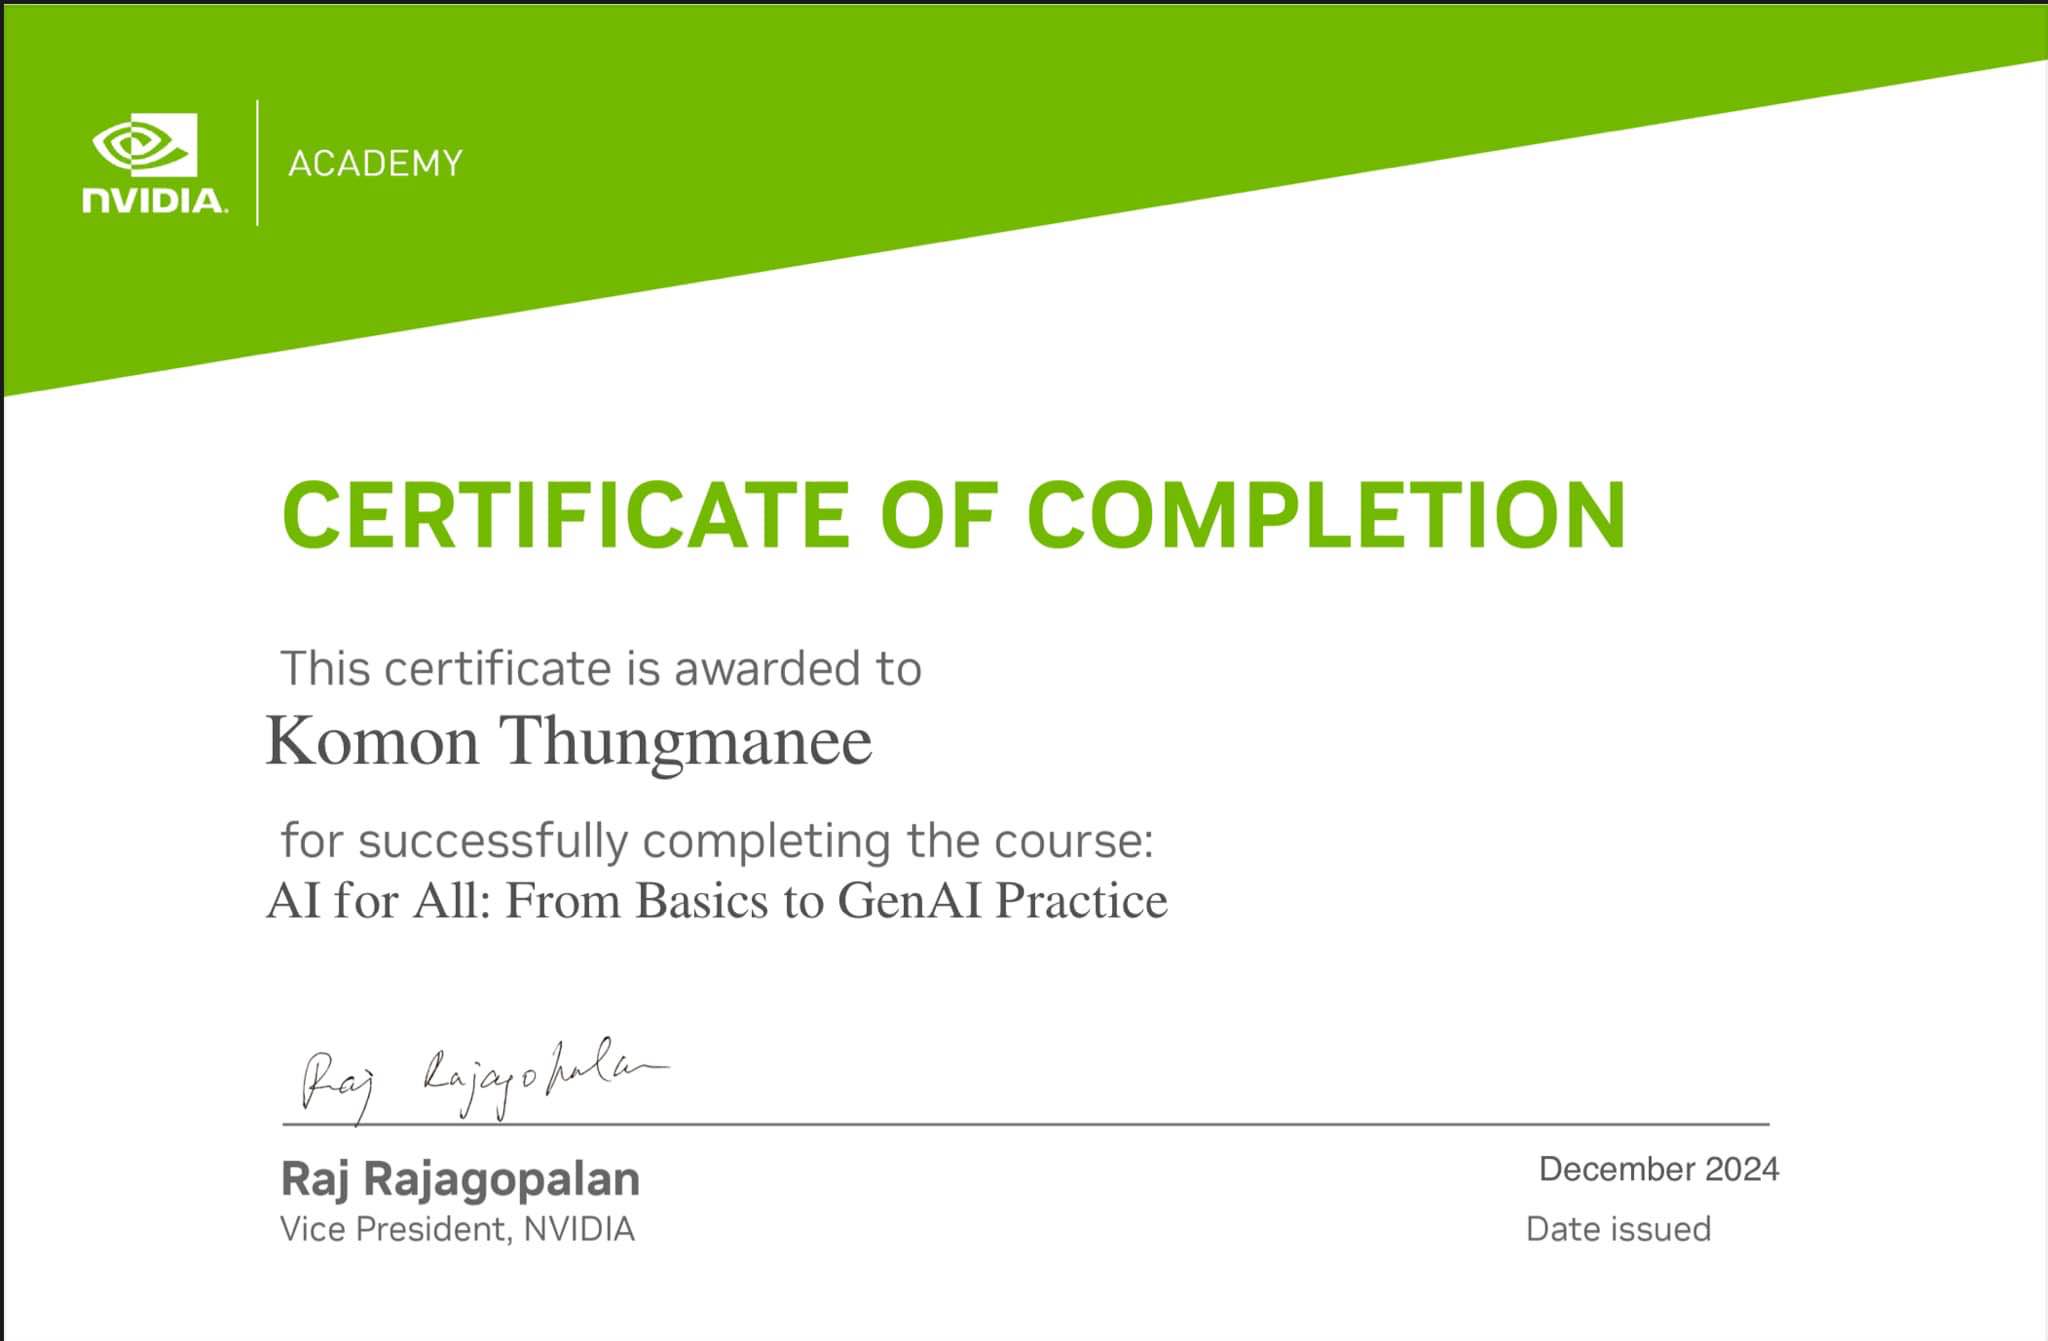 NVIDIA.
ACADEMY
CERTIFICATE OF COMPLETION
This certificate is awarded to
Komon Thungmanee
for successfully completing the course:
AI for All: From Basics to GenAI Practice
Raj Rajagopalan
Raj Rajagopalan
Vice President, NVIDIA
December 2024
Date issued